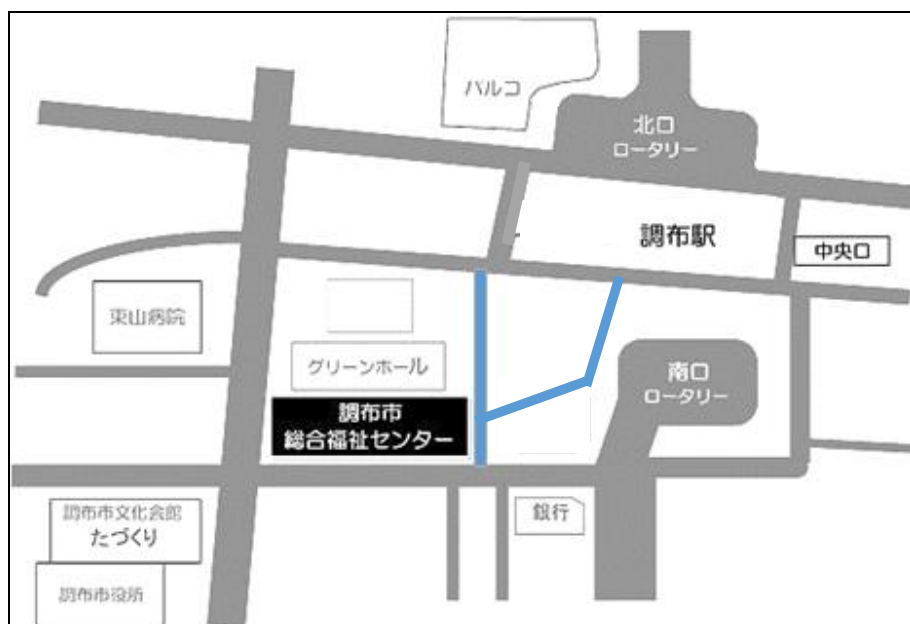 パルコ
北口
ロータリー
調布駅
中央口
東山病院
グリーンホール
南口
ロータリー
調布市
総合福祉センター
調布市文化会館
たづくり
銀行
調布市役所